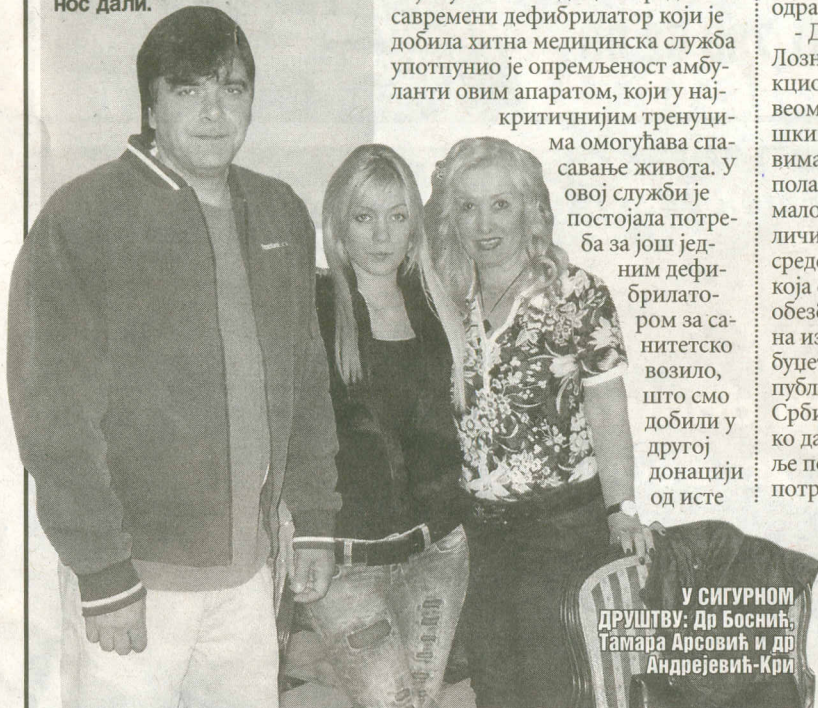 нос дали.
савремени дефибрилатор који је
добила хитна медицинска служба
употпунио је опремљеност амбу-
ланти овим апаратом, који у нај-
критичнијим тренуци-
ма омогућава спа-
савање живота. У
овој служби је
постојала потре-
ба за још јед-
ним дефи-
брилато-
ром за са-
нитетско
возило,
што смо
добили у
другој
донацији
од исте
одра
- Д
Лозн
кцио
веом
шки
вима
пола
мало
личи
сред
која
обез
на из
буџет
публ
Срби
ко да
ље по
потр
У СИГУРНОМ
ДРУШТВУ: Др Боснић,
Тамара Арсовић и др
Андрејевић-Кри